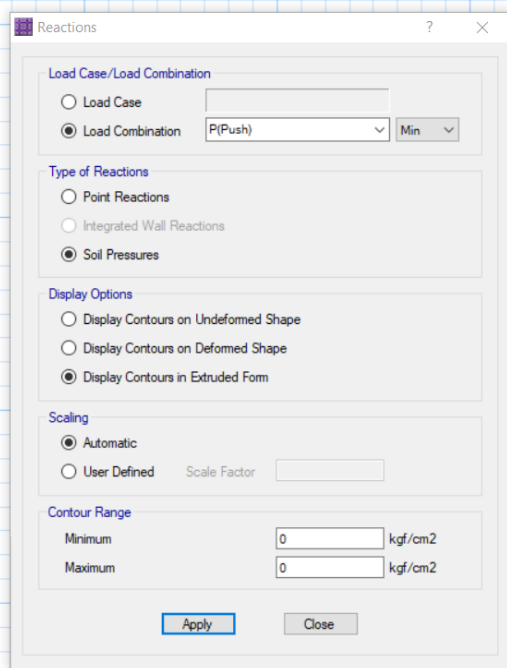 Reactions
?
Load Case/Load Combination
Load Case
Load Combination P(Push) Min
Type of Reactions
Point Reactions
Integrated Wall Reactions
Soil Pressures
Display Options
Display Contours on Undeformed Shape
Display Contours on Deformed Shape
Display Contours in Extruded Form
Scaling
Automatic
User Defined Scale Factor
Contour Range
Minimum 0 kgf/cm2
Maximum 0 kgf/cm2
Apply Close